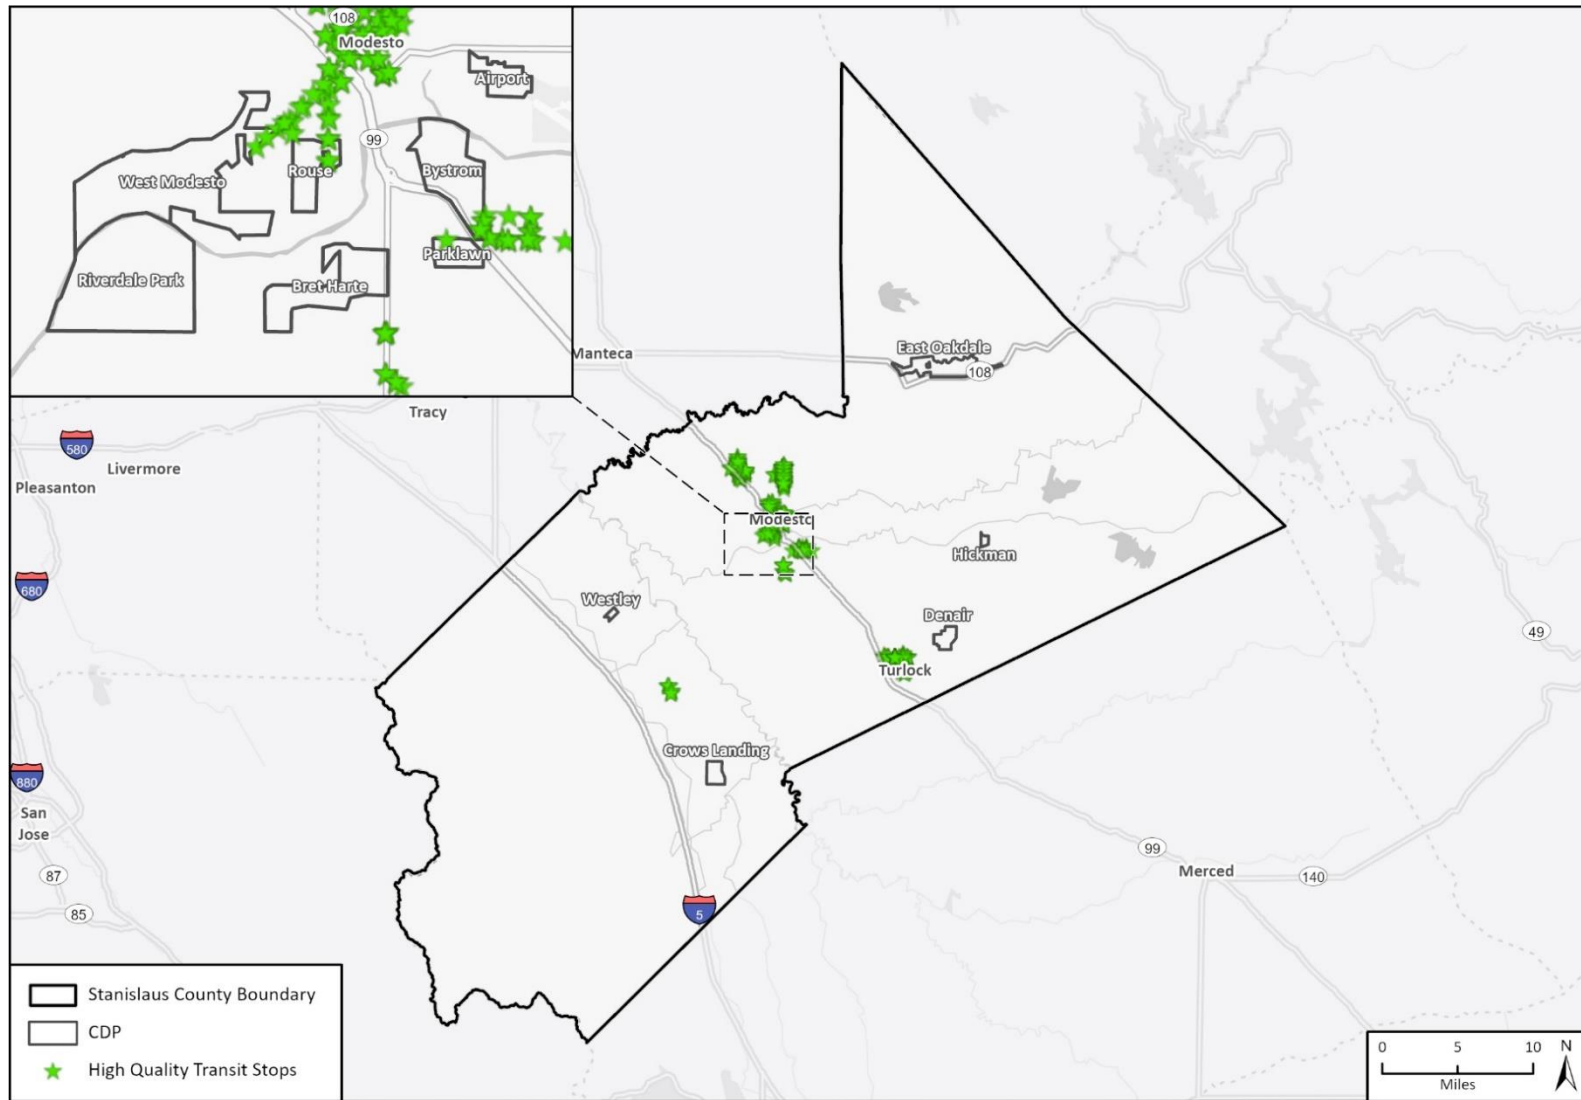 108
Modesto
Airport
99
West Modesto
Rouse
Bystrom
Parklawn
Riverdale Park
Bret Harte
Manteca
East Oakdale
108
Tracy
580
Livermore
Pleasanton
Modesto
Hickman
680
Westley
Denair
49
Turlock
Crows Landing
880
San
Jose
99
Merced
140
87
85
5
Stanislaus County Boundary
CDP
High Quality Transit Stops
0 5 10
Miles
N